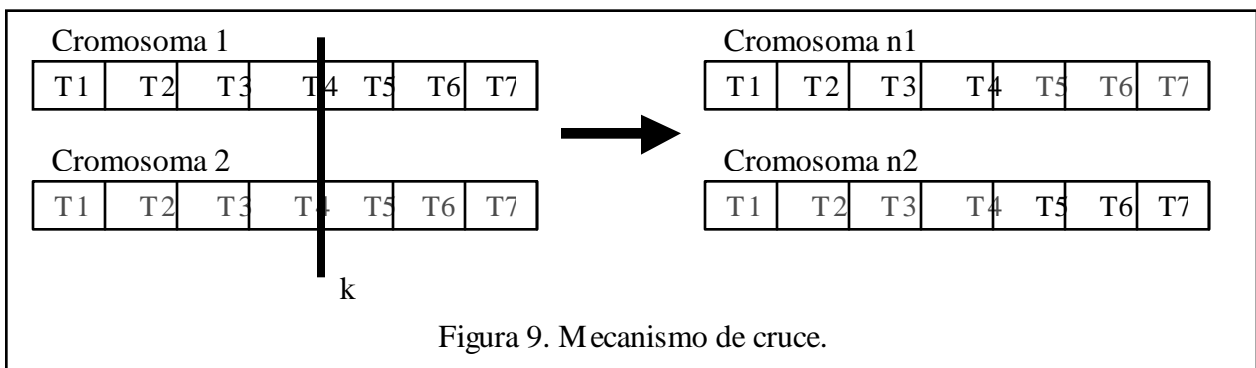 Cromosoma 1
T1 T2 T3 T4 T5 T6 T7
Cromosoma 2
T1 T2 T3 T4 T5 T6 T7
k
Cromosoma n1
T1 T2 T3 T4 T5 T6 T7
Cromosoma n2
T1 T2 T3 T4 T5 T6 T7
Figura 9. Mecanismo de cruce.